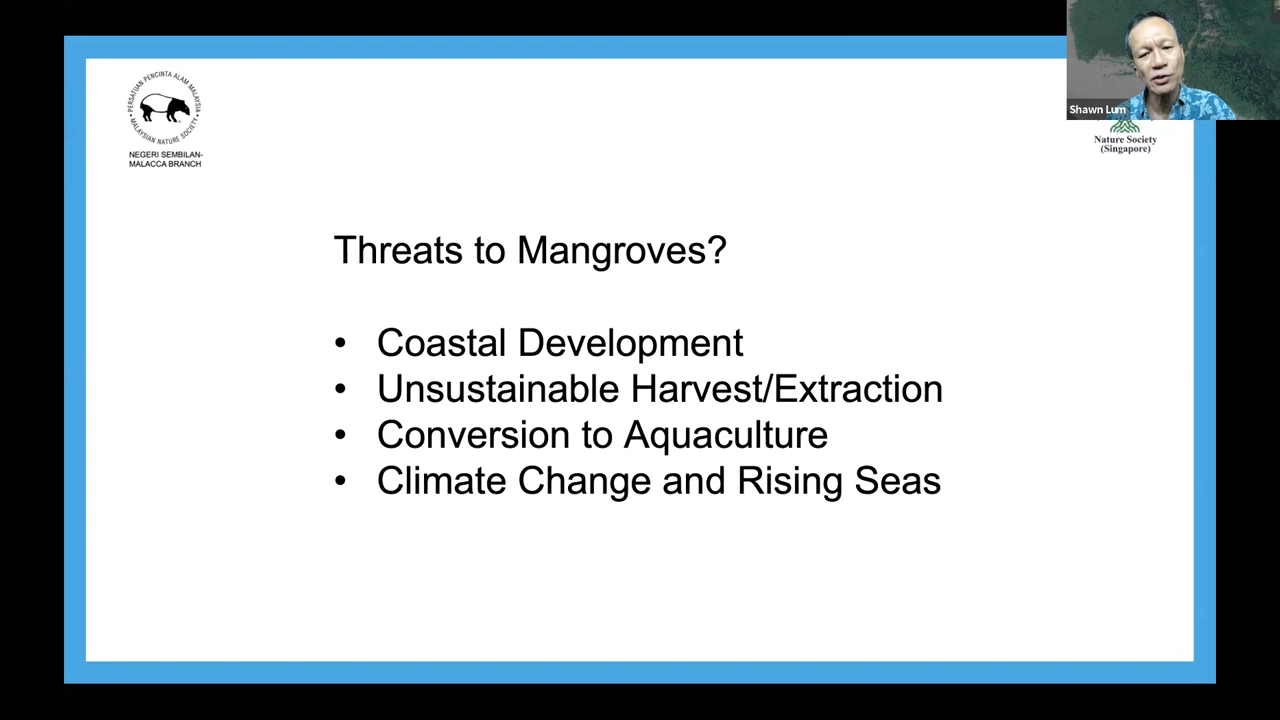 PERSATUAN PENCINTA ALAM MALAYSIA
• MALAYSIAN NATURE SOCIETY •
NEGERI SEMBILAN-
MALACCA BRANCH
Shawn Lum
Nature Society
(Singapore)
Threats to Mangroves?
• Coastal Development
• Unsustainable Harvest/Extraction
• Conversion to Aquaculture
• Climate Change and Rising Seas